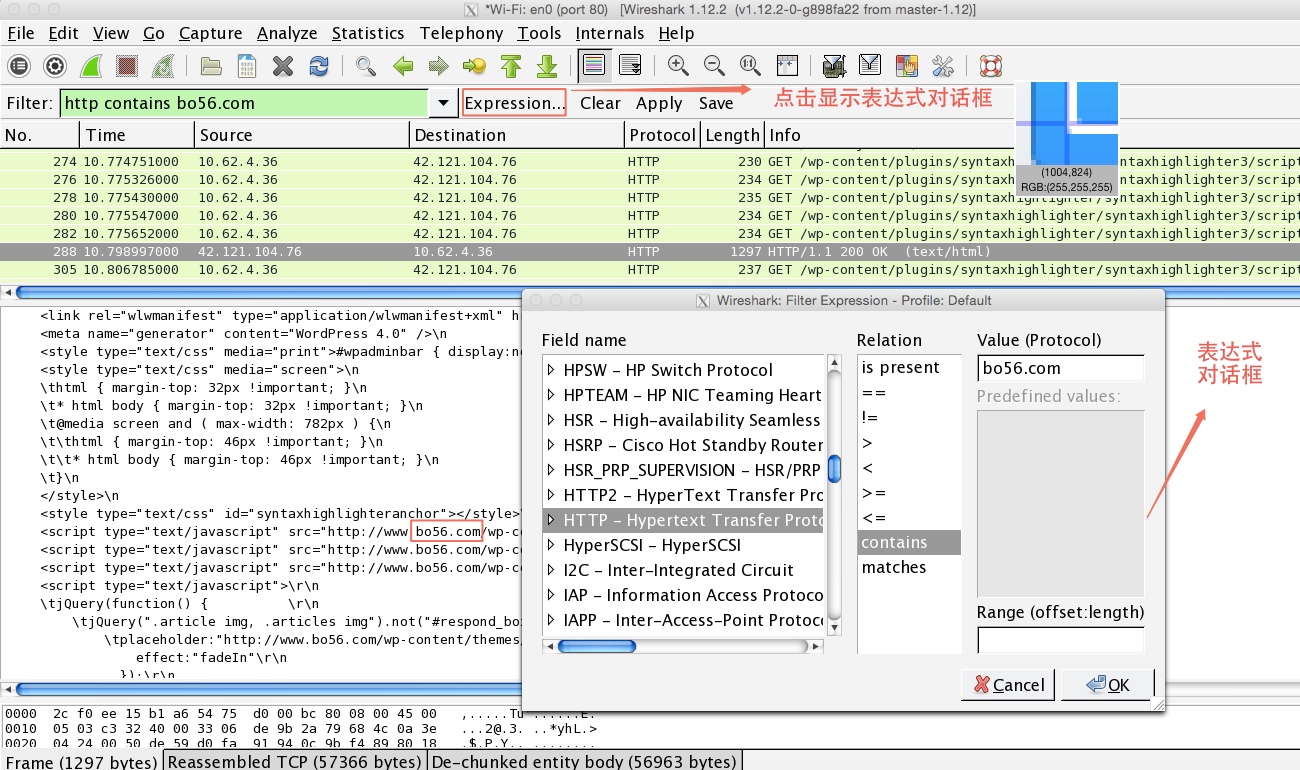 *Wi-Fi: en0 (port 80) [Wireshark 1.12.2 (v1.12.2-0-g898fa22 from master-1.12)]
File Edit View Go Capture Analyze Statistics Telephony Tools Internals Help
Filter: http contains bo56.com Expression... Clear Apply Save
点击显示表达式对话框
No. Time Source Destination Protocol Length Info
274 10.774751000 10.62.4.36 42.121.104.76 HTTP 230 GET /wp-content/plugins/syntaxhighlighter/syntaxhighlighter3/script
276 10.775326000 10.62.4.36 42.121.104.76 HTTP 234 GET /wp-content/plugins/syntaxhighlighter/syntaxhighlighter3/script
278 10.775430000 10.62.4.36 42.121.104.76 HTTP 235 GET /wp-content/plugins/syntaxhighlighter/syntaxhighlighter3/script
280 10.775547000 10.62.4.36 42.121.104.76 HTTP 234 GET /wp-content/plugins/syntaxhighlighter/syntaxhighlighter3/script
282 10.775652000 10.62.4.36 42.121.104.76 HTTP 234 GET /wp-content/plugins/syntaxhighlighter/syntaxhighlighter3/script
288 10.798997000 42.121.104.76 10.62.4.36 HTTP 1297 HTTP/1.1 200 OK (text/html)
305 10.806785000 10.62.4.36 42.121.104.76 HTTP 237 GET /wp-content/plugins/syntaxhighlighter/syntaxhighlighter3/script
(1004,824)
RGB:(255,255,255)
<link rel="wlwmanifest" type="application/wlwmanifest+xml" h
<meta name="generator" content="WordPress 4.0" />\n
<style type="text/css" media="print">#wpadminbar { display:no
<style type="text/css" media="screen">\n
\thtml { margin-top: 32px !important; }\n
\t* html body { margin-top: 32px !important; }\n
\t@media screen and ( max-width: 782px ) {\n
\t\thtml { margin-top: 46px !important; }\n
\t\t* html body { margin-top: 46px !important; }\n
\t}\n
</style>\n
<style type="text/css" id="syntaxhighlighteranchor"></style>\
<script type="text/javascript" src="http://www.bo56.com/wp-c
<script type="text/javascript" src="http://www.bo56.com/wp-c
<script type="text/javascript" src="http://www.bo56.com/wp-c
<script type="text/javascript">\r\n
\tjQuery(function() { \r\n
\tjQuery(".article img, .articles img").not("#respond_bo
\tplaceholder:"http://www.bo56.com/wp-content/themes/
effect:"fadeIn"\r\n
});\r\n
Wireshark: Filter Expression - Profile: Default
Field name
HPSW – HP Switch Protocol
HPTEAM – HP NIC Teaming Heart
HSR – High-availability Seamless
HSRP – Cisco Hot Standby Router
HSR_PRP_SUPERVISION – HSR/PRP
HTTP2 – HyperText Transfer Pro
HTTP – Hypertext Transfer Proto
HyperSCSI – HyperSCSI
I2C – Inter-Integrated Circuit
IAP – Information Access Protoco
IAPP – Inter-Access-Point Protoc
Relation
is present
==
!=
>
<
>=
<=
contains
matches
Value (Protocol)
bo56.com
Predefined values:
Range (offset:length)
Cancel OK
表达式
对话框
0000 2c f0 ee 15 b1 a6 54 75 d0 00 bc 80 08 00 45 00 ,.....Tu ......E.
0010 05 03 c3 32 40 00 33 06 de 9b 2a 79 68 4c 0a 3e ...2@.3. ..*yhL.>
0020 04 24 00 50 de 59 d0 fa 91 94 0c 9b f4 89 80 18 .$.P.Y.. ........
Frame (1297 bytes) Reassembled TCP (57366 bytes) De-chunked entity body (56963 bytes)